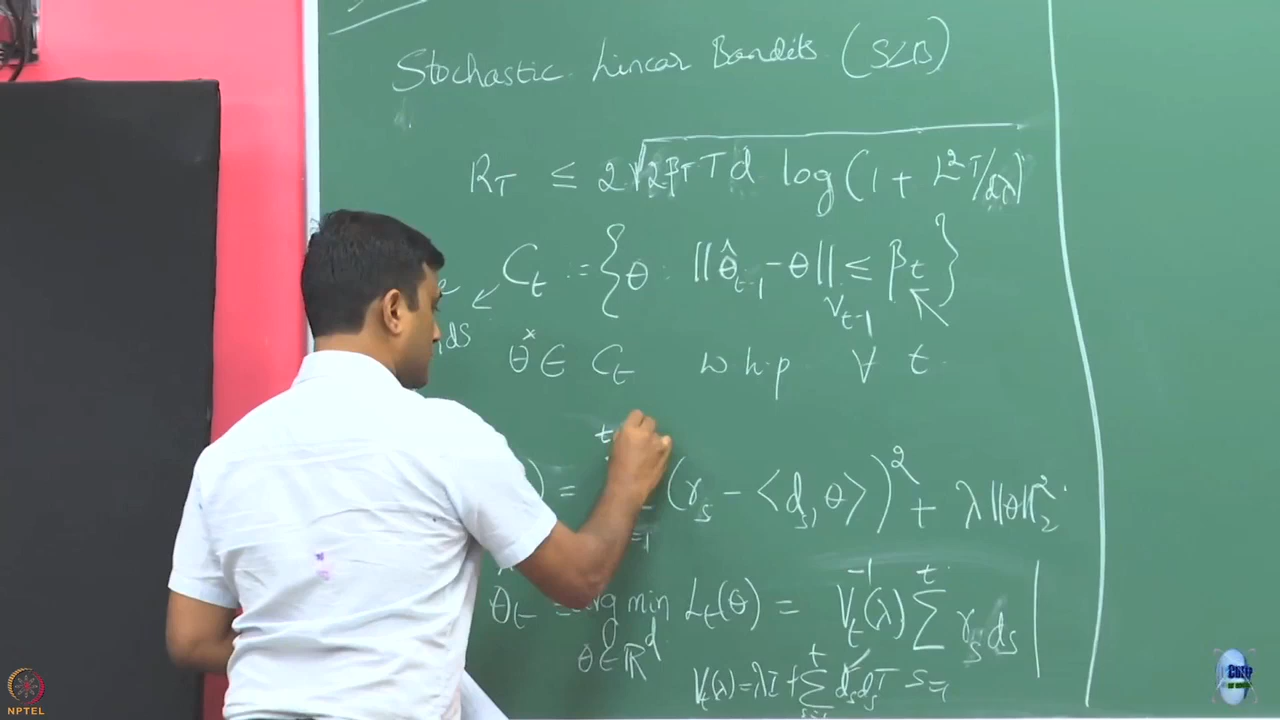 Stochastic Linear Bandits (SLB)
R_T ≤ 2 √(2β_T T d log(1 + L²T/dλ))
C_t := {θ : ||θ̂_{t-1} - θ||_{V_{t-1}} ≤ β_t}
θ* ∈ C_t w h.p ∀ t.
) = (r_s - <d_s, θ>)² + λ||θ||₂²
θ̂_t = arg min L_t(θ) = V_t^{-1}(λ) Σ^t r_s d_s
θ∈R^d
V_t(λ) = λI + Σ^t d_s d_s^T s=1
NPTEL